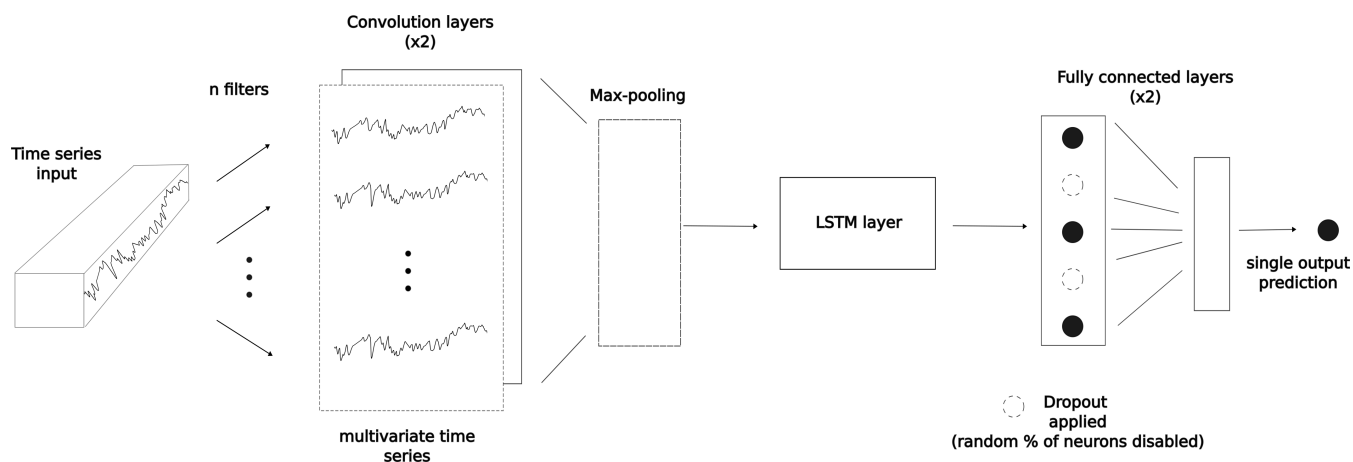 Convolution layers
(x2)
n filters
Time series
input
multivariate time
series
Max-pooling
LSTM layer
Fully connected layers
(x2)
single output
prediction
Dropout
applied
(random % of neurons disabled)